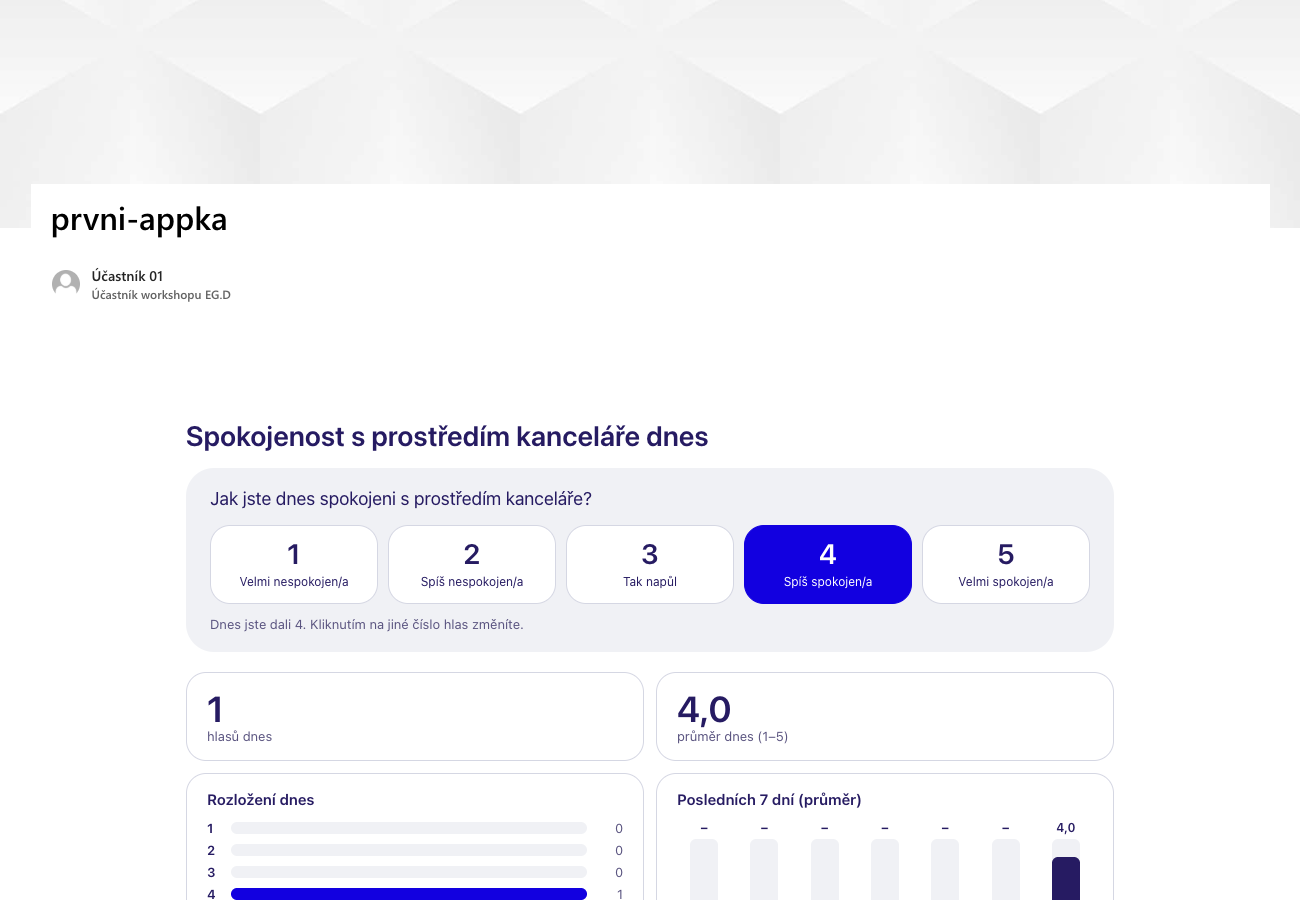 prvni-appka
Účastník 01
Účastník workshopu EG.D
Spokojenost s prostředím kanceláře dnes
Jak jste dnes spokojeni s prostředím kanceláře?
1
Velmi nespokojen/a
2
Spíš nespokojen/a
3
Tak napůl
4
Spíš spokojen/a
5
Velmi spokojen/a
Dnes jste dali 4. Kliknutím na jiné číslo hlas změníte.
1
hlasů dnes
4,0
průměr dnes (1–5)
Rozložení dnes
1 0
2 0
3 0
4 1
Posledních 7 dní (průměr)
– – – – – – 4,0